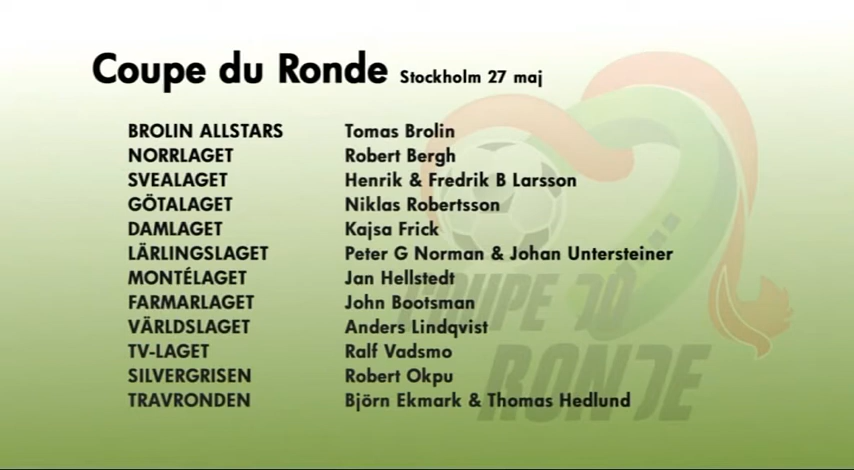 Coupe du Ronde Stockholm 27 maj
BROLIN ALLSTARS Tomas Brolin
NORRLAGET Robert Bergh
SVEALAGET Henrik & Fredrik B Larsson
GÖTALAGET Niklas Robertsson
DAMLAGET Kajsa Frick
LÄRLINGSLAGET Peter G Norman & Johan Untersteiner
MONTÉLAGET Jan Hellstedt
FARMARLAGET John Bootsman
VÄRLDSLAGET Anders Lindqvist
TV-LAGET Ralf Vadsmo
SILVERGRISEN Robert Okpu
TRAVRONDEN Björn Ekmark & Thomas Hedlund
COUPE DU
RONDE